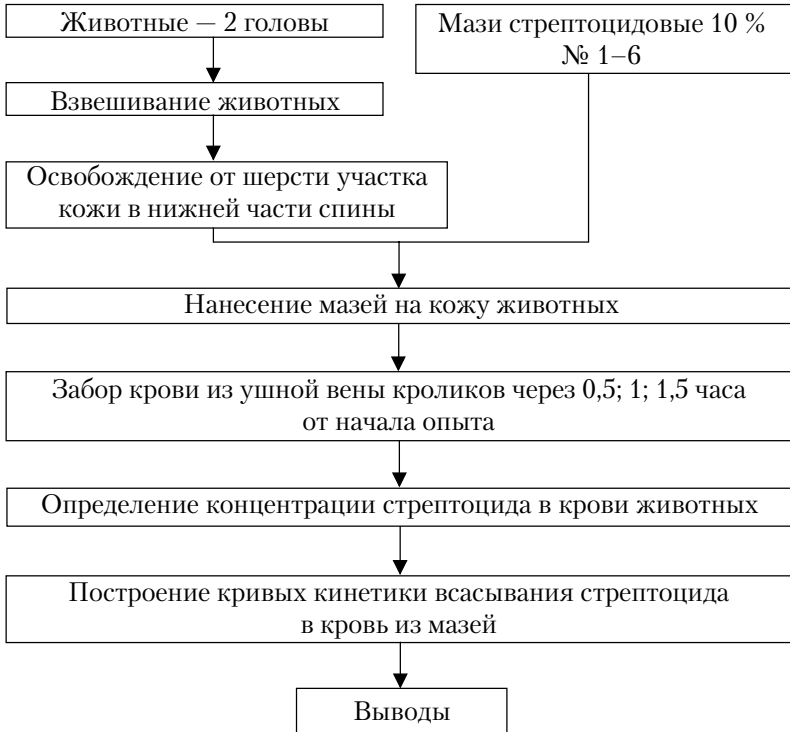 Животные — 2 головы
Мази стрептоцидовые 10 %
№ 1–6
Взвешивание животных
Освобождение от шерсти участка
кожи в нижней части спины
Нанесение мазей на кожу животных
Забор крови из ушной вены кроликов через 0,5; 1; 1,5 часа
от начала опыта
Определение концентрации стрептоцида в крови животных
Построение кривых кинетики всасывания стрептоцида
в кровь из мазей
Выводы